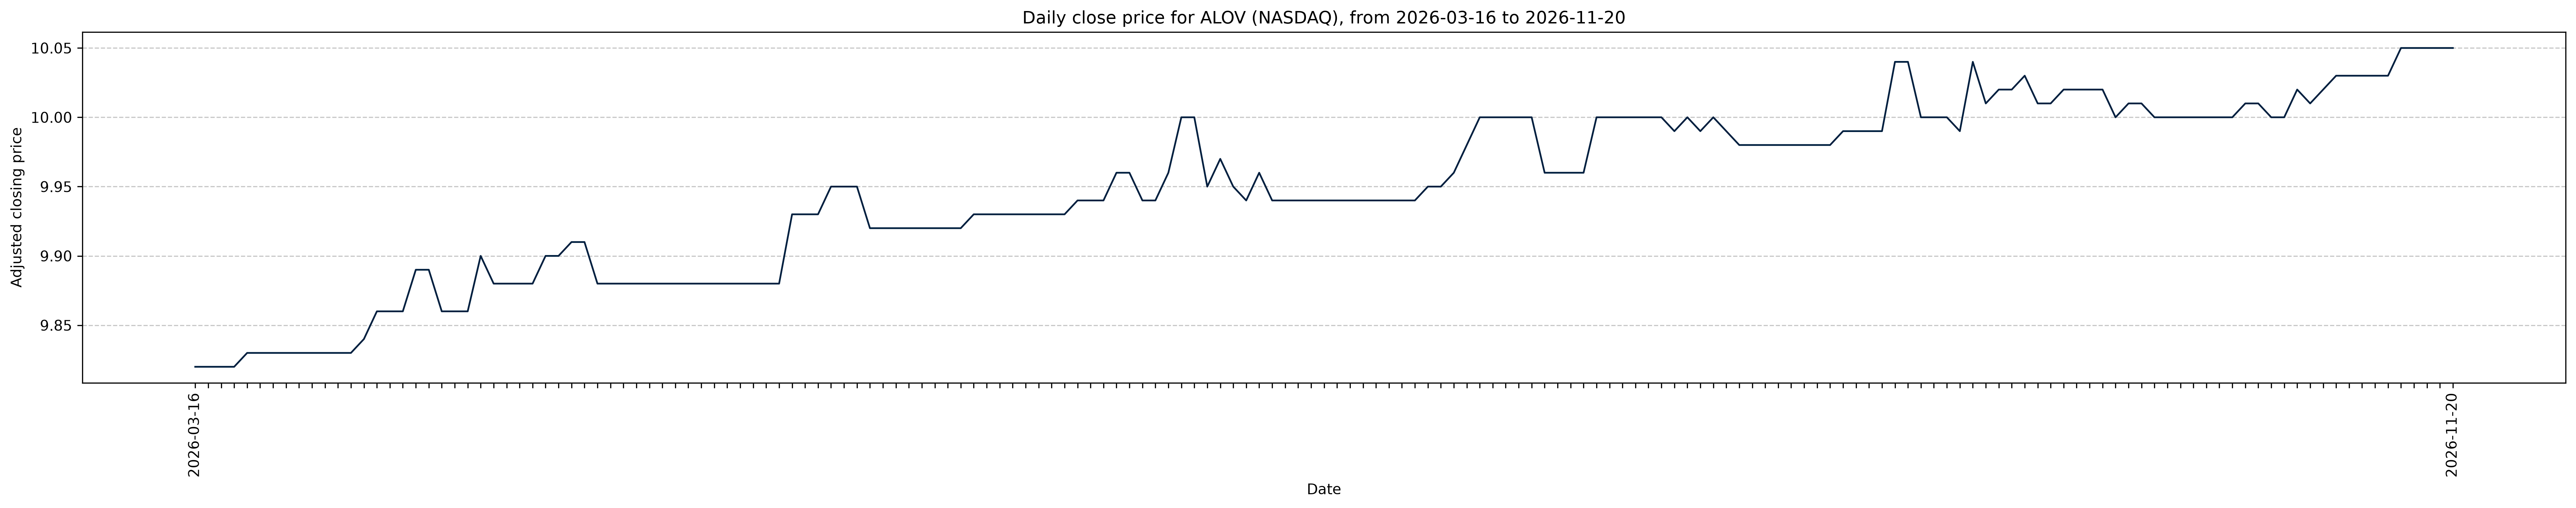 Daily close price for ALOV (NASDAQ), from 2026-03-16 to 2026-11-20
Adjusted closing price
10.05
10.00
9.95
9.90
9.85
2026-03-16
2026-11-20
Date